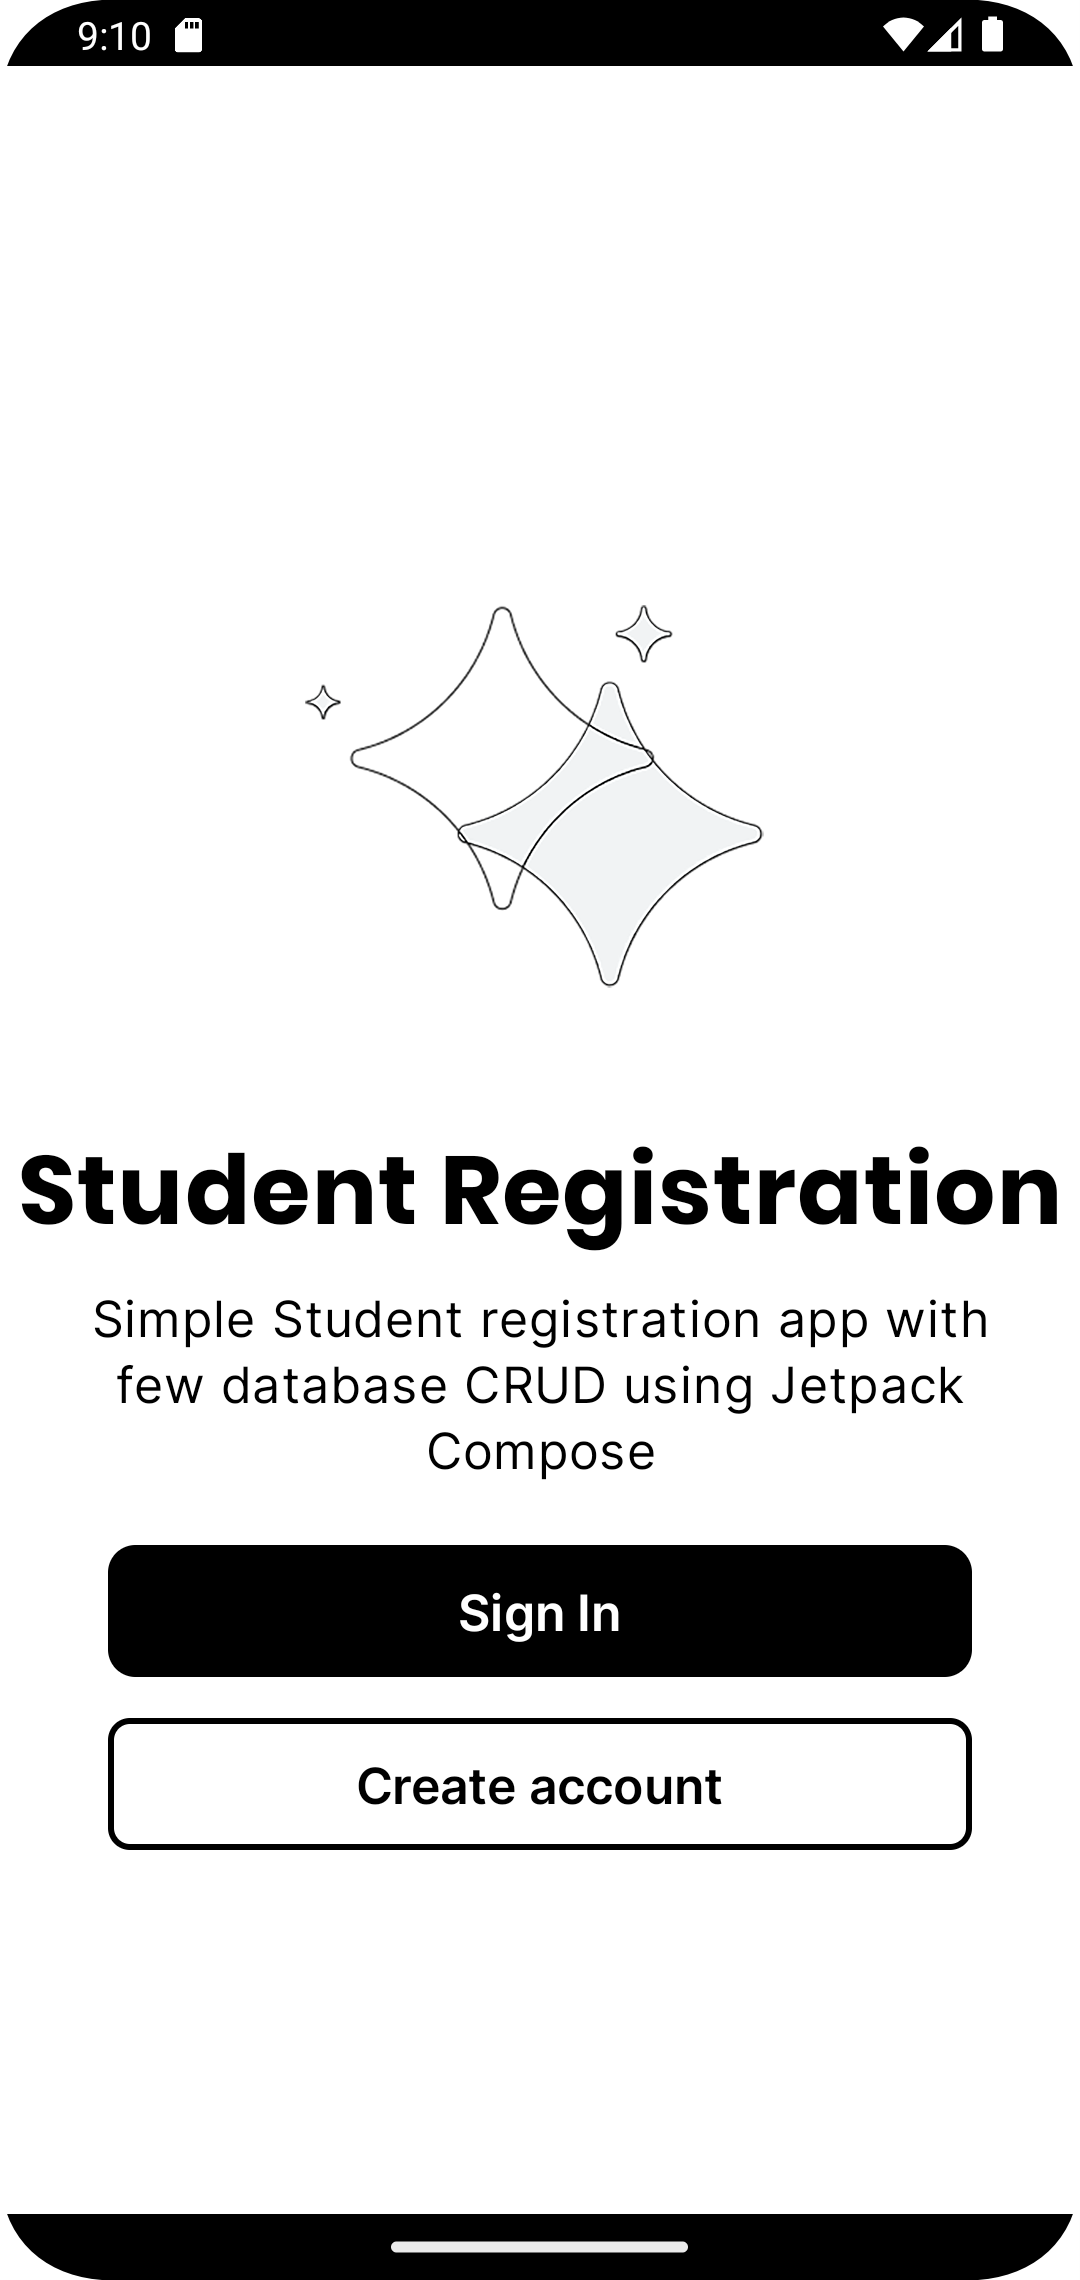 9:10
Student Registration
Simple Student registration app with
few database CRUD using Jetpack
Compose
Sign In
Create account